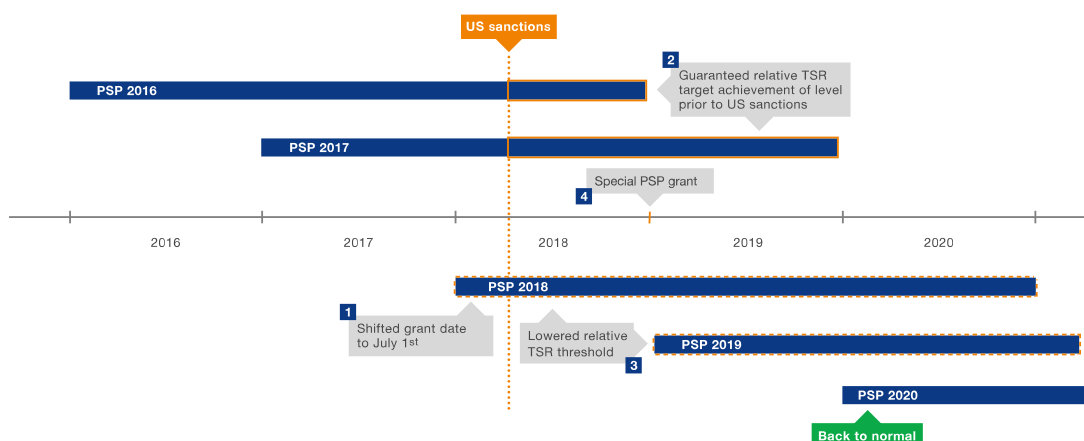 US sanctions
2
PSP 2016
Guaranteed relative TSR
target achievement of level
prior to US sanctions
PSP 2017
4
Special PSP grant
2016
2017
2018
2019
2020
PSP 2018
1
Shifted grant date
to July 1st
Lowered relative
TSR threshold
3
PSP 2019
PSP 2020
Back to normal